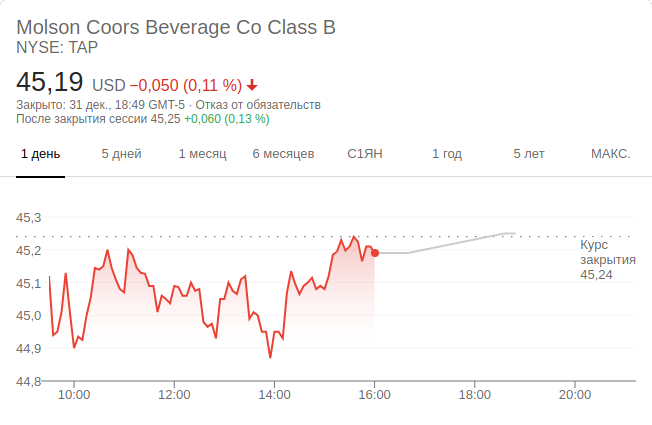 Molson Coors Beverage Co Class B
NYSE: TAP
45,19 USD −0,050 (0,11 %)
Закрыто: 31 дек., 18:49 GMT-5 · Отказ от обязательств
После закрытия сессии 45,25 +0,060 (0,13 %)
1 день 5 дней 1 месяц 6 месяцев С1ЯН 1 год 5 лет МАКС.
45,3
45,2
45,1
45,0
44,9
44,8
Курс
закрытия
45,24
10:00 12:00 14:00 16:00 18:00 20:00